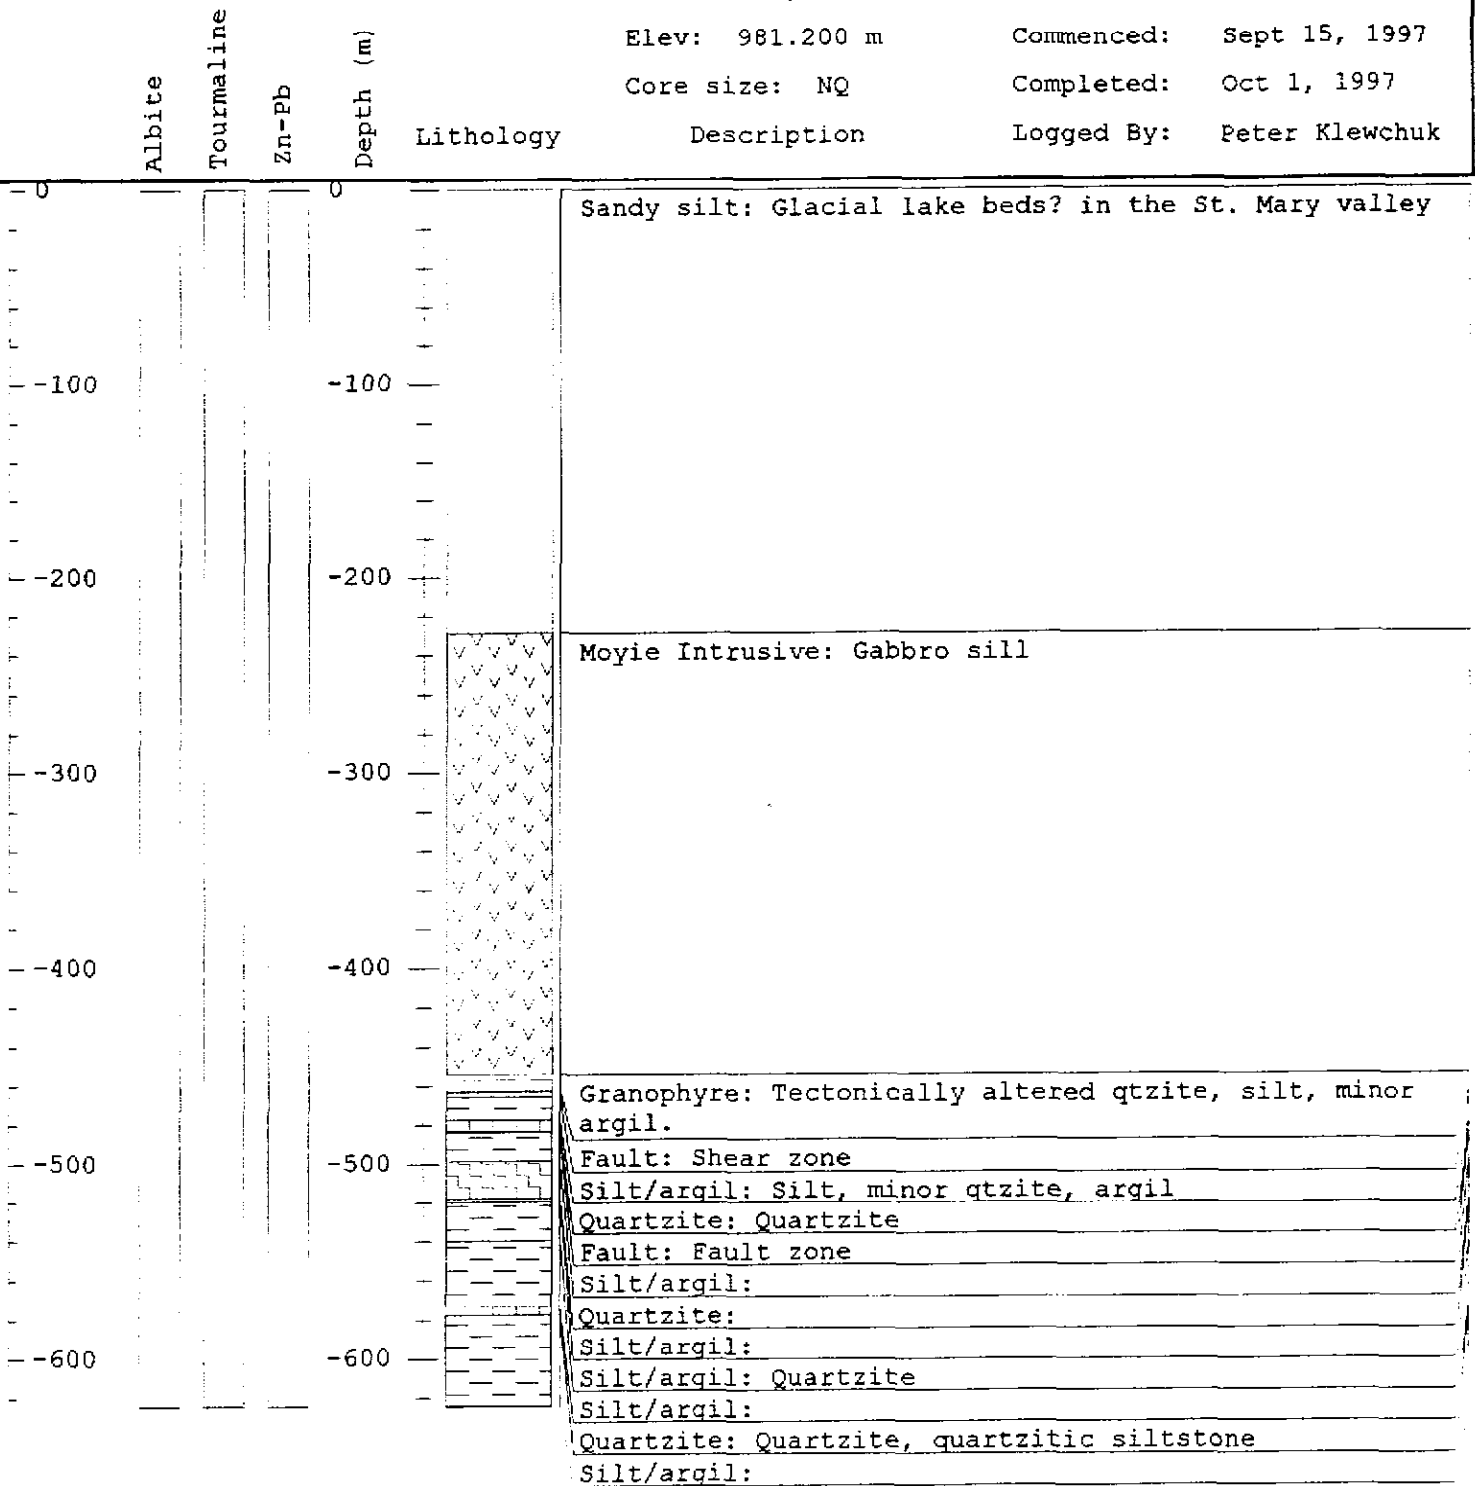 Elev: 981.200 m Commenced: Sept 15, 1997
Core size: NQ Completed: Oct 1, 1997
Albite Tourmaline Zn-Pb Depth (m) Lithology Description Logged By: Peter Klewchuk
0 0
Sandy silt: Glacial lake beds? in the St. Mary valley
-100 -100
-200 -200
Moyie Intrusive: Gabbro sill
-300 -300
-400 -400
Granophyre: Tectonically altered qtzite, silt, minor
argil.
-500 -500
Fault: Shear zone
Silt/argil: Silt, minor qtzite, argil
Quartzite: Quartzite
Fault: Fault zone
Silt/argil:
Quartzite:
Silt/argil:
-600 -600
Silt/argil: Quartzite
Silt/argil:
Quartzite: Quartzite, quartzitic siltstone
Silt/argil: